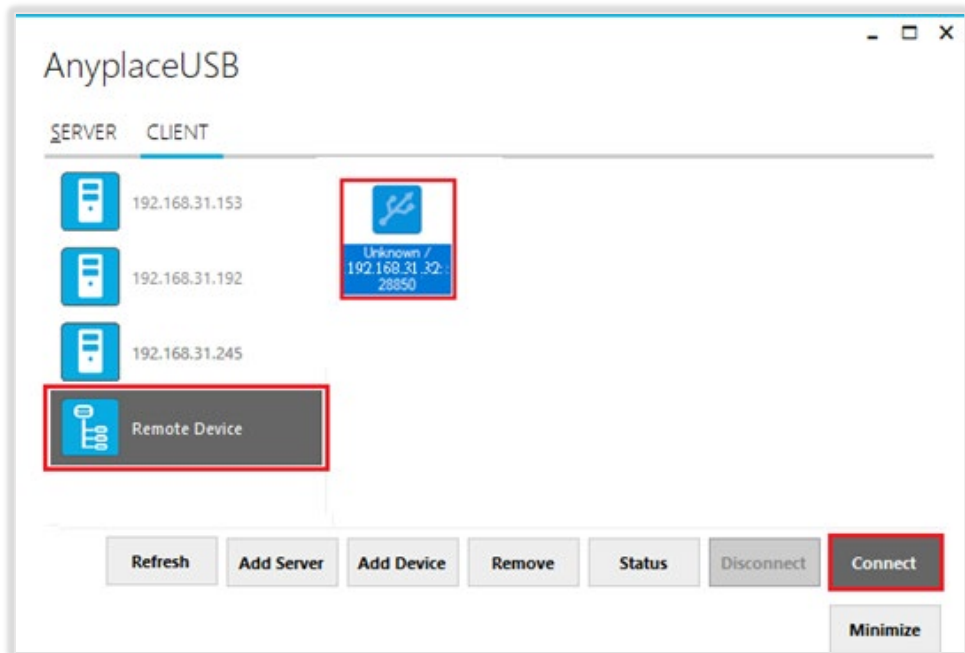 AnyplaceUSB
SERVER CLIENT
192.168.31.153
192.168.31.192
192.168.31.245
Remote Device
Unknown /
192.168.31.32::
28850
Refresh Add Server Add Device Remove Status Disconnect Connect
Minimize